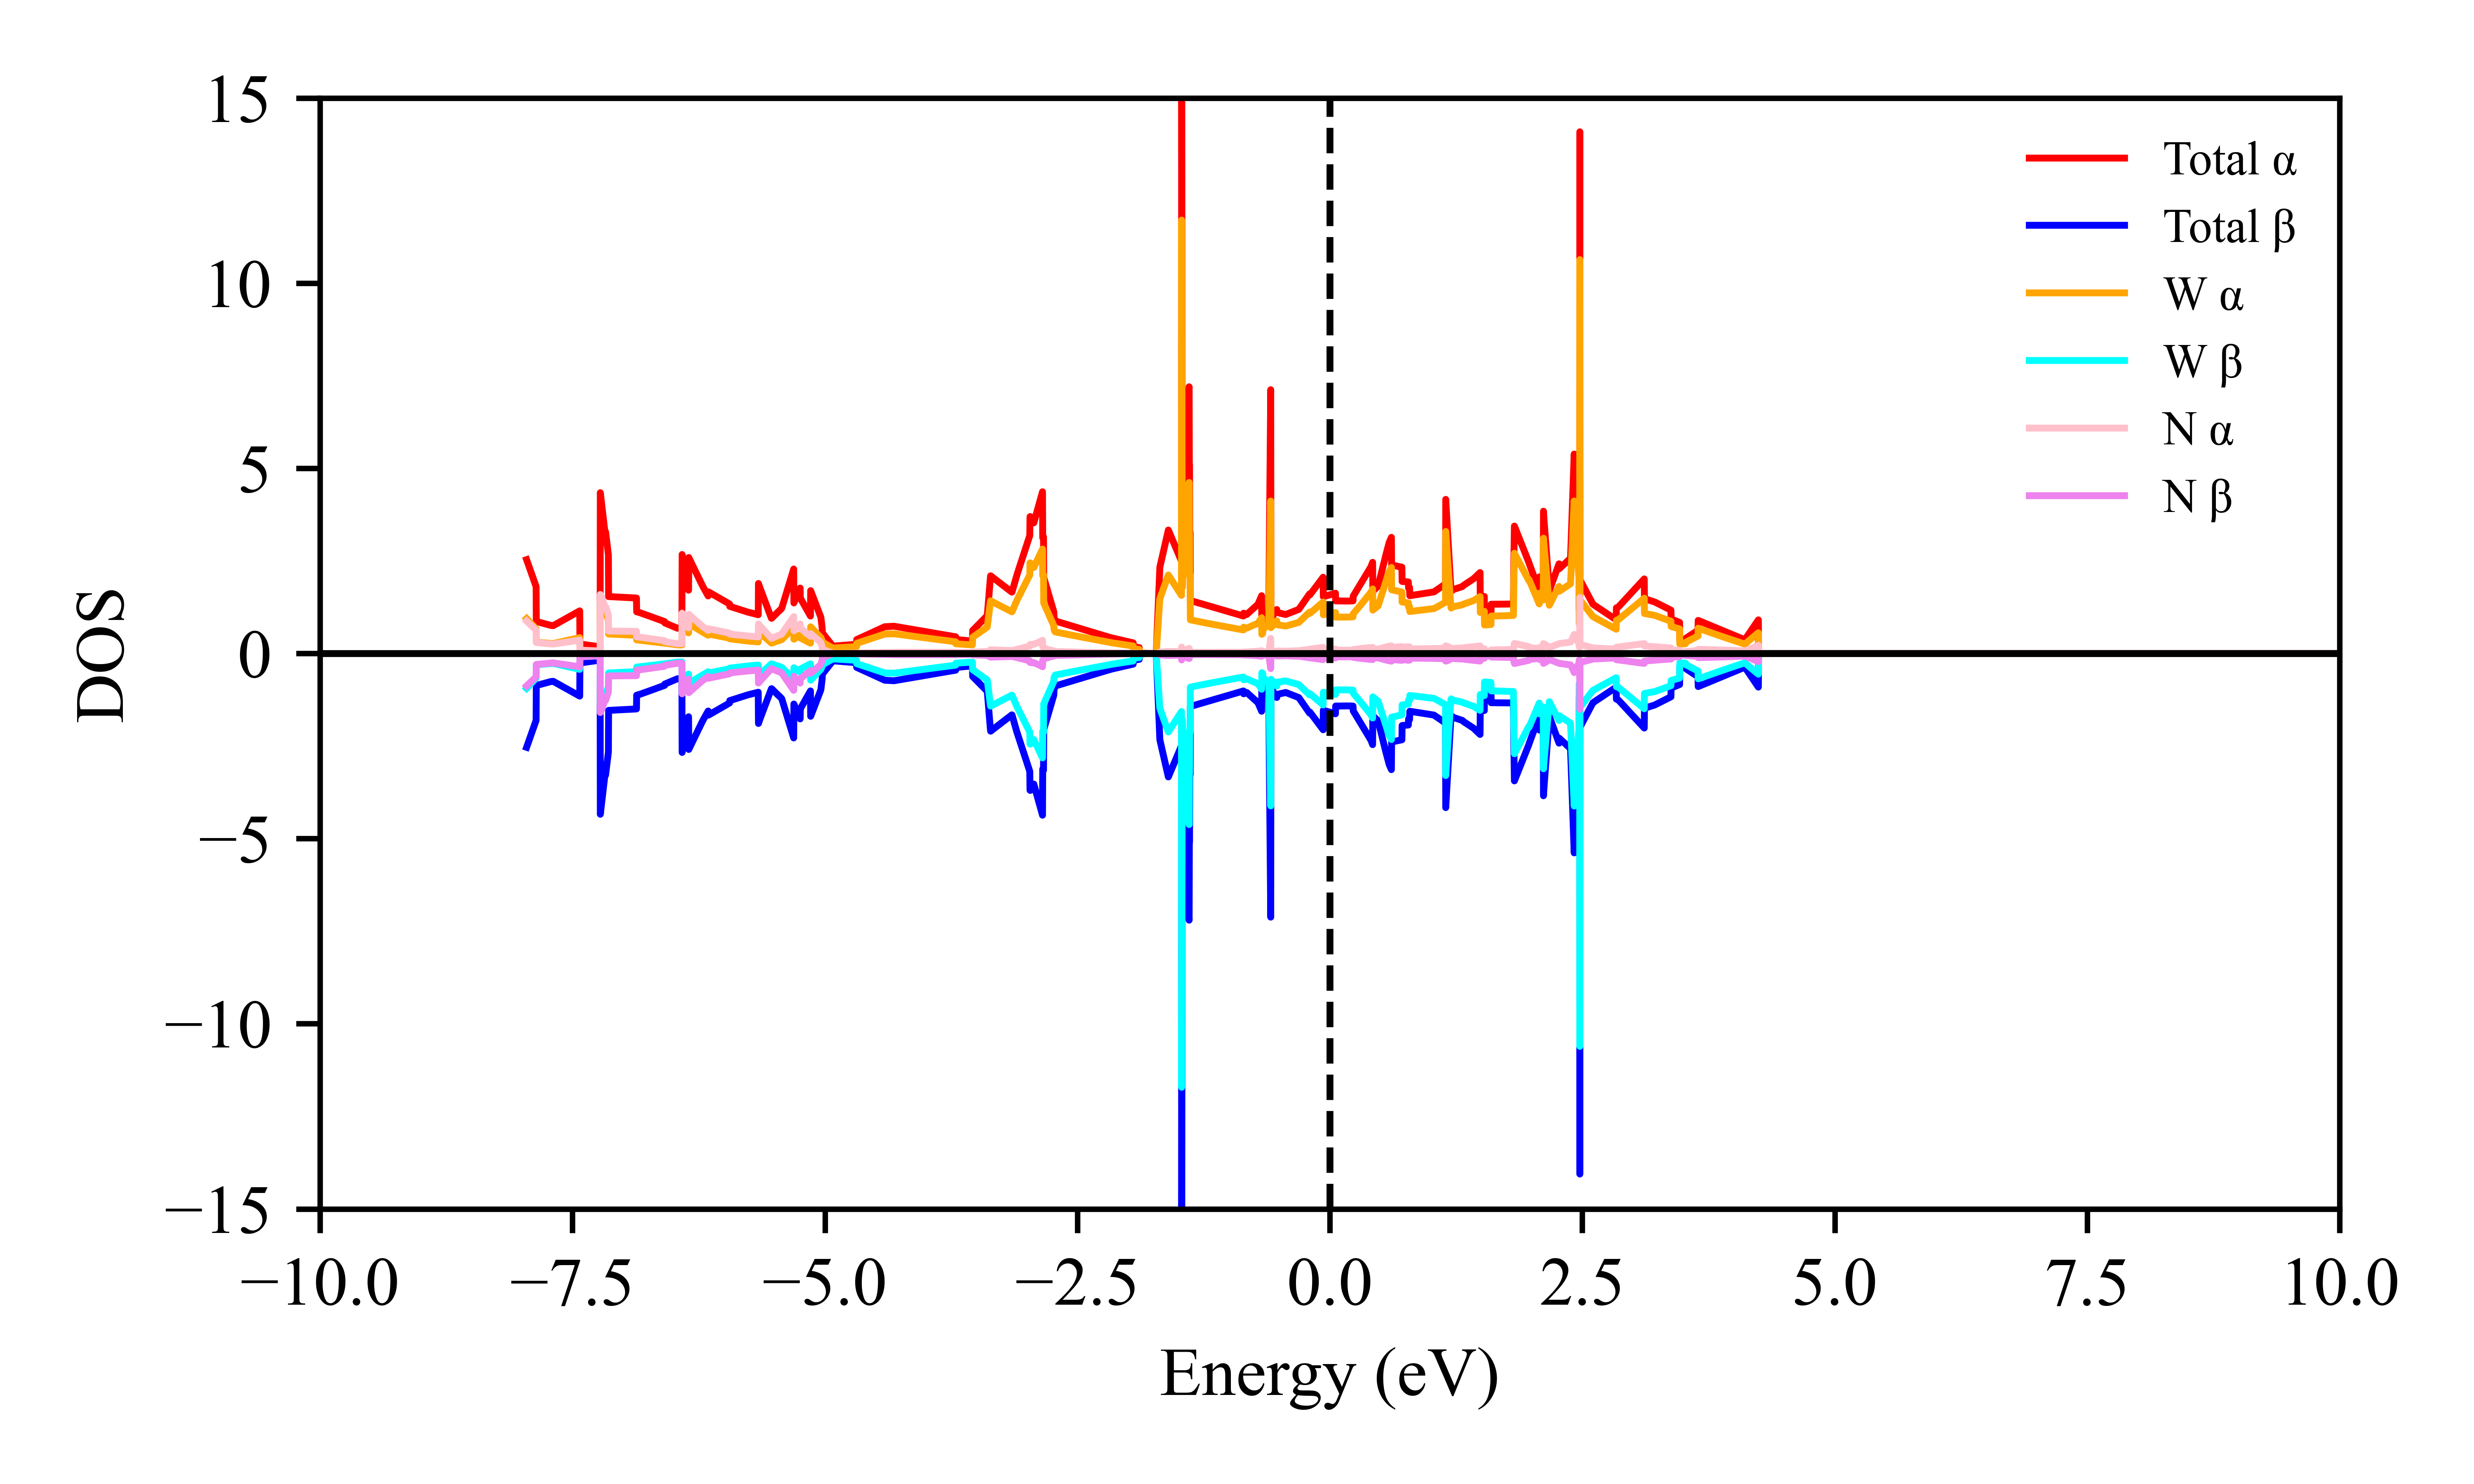 15
10
5
0
−5
−10
−15
DOS
Total α
Total β
W α
W β
N α
N β
−10.0 −7.5 −5.0 −2.5 0.0 2.5 5.0 7.5 10.0
Energy (eV)